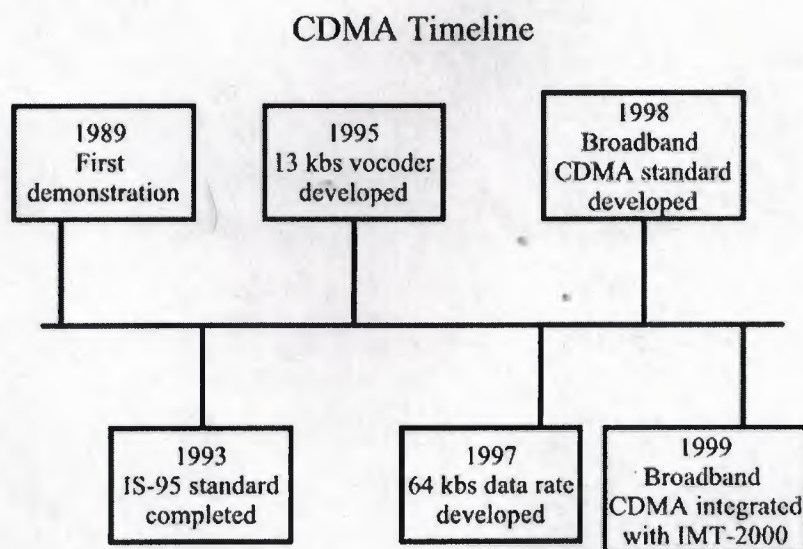 CDMA Timeline
1989
First
demonstration
1995
13 kbs vocoder
developed
1998
Broadband
CDMA standard
developed
1993
IS-95 standard
completed
1997
64 kbs data rate
developed
1999
Broadband
CDMA integrated
with IMT-2000